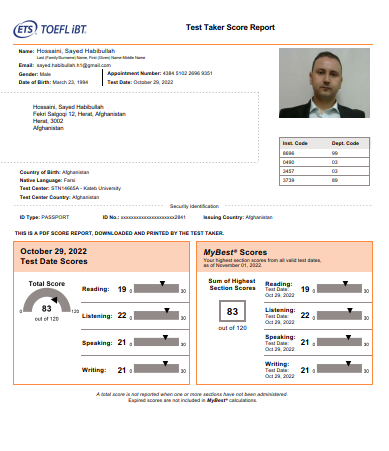 ETS TOEFL iBT.
Test Taker Score Report
Name: Hossaini, Sayed Habibullah
Last (Family/Surname) Name, First (Given) Name Middle Name
Email: sayed.habibullah.h1@gmail.com
Gender: Male
Appointment Number: 4384 5102 2696 9351
Date of Birth: March 23, 1994
Test Date: October 29, 2022
Hossaini, Sayed Habibullah
Fekri Salgoqi 12, Herat, Afghanistan
Herat, 3002
Afghanistan
Inst. Code Dept. Code
8696 99
0490 03
3457 03
3739 89
Country of Birth: Afghanistan
Native Language: Farsi
Test Center: STN14665A - Kateb University
Test Center Country: Afghanistan
Security Identification
ID Type: PASSPORT
ID No.: xxxxxxxxxxxxxxxxxxxx2841
Issuing Country: Afghanistan
THIS IS A PDF SCORE REPORT, DOWNLOADED AND PRINTED BY THE TEST TAKER.
October 29, 2022
Test Date Scores
Total Score
0 83 120
out of 120
Reading: 19 0 30
Listening: 22 0 30
Speaking: 21 0 30
Writing: 21 0 30
MyBest® Scores
Your highest section scores from all valid test dates,
as of November 01, 2022.
Sum of Highest
Section Scores
83
out of 120
Reading:
Test Date:
Oct 29, 2022
19 0 30
Listening:
Test Date:
Oct 29, 2022
22 0 30
Speaking:
Test Date:
Oct 29, 2022
21 0 30
Writing:
Test Date:
Oct 29, 2022
21 0 30
A total score is not reported when one or more sections have not been administered.
Expired scores are not included in MyBest® calculations.